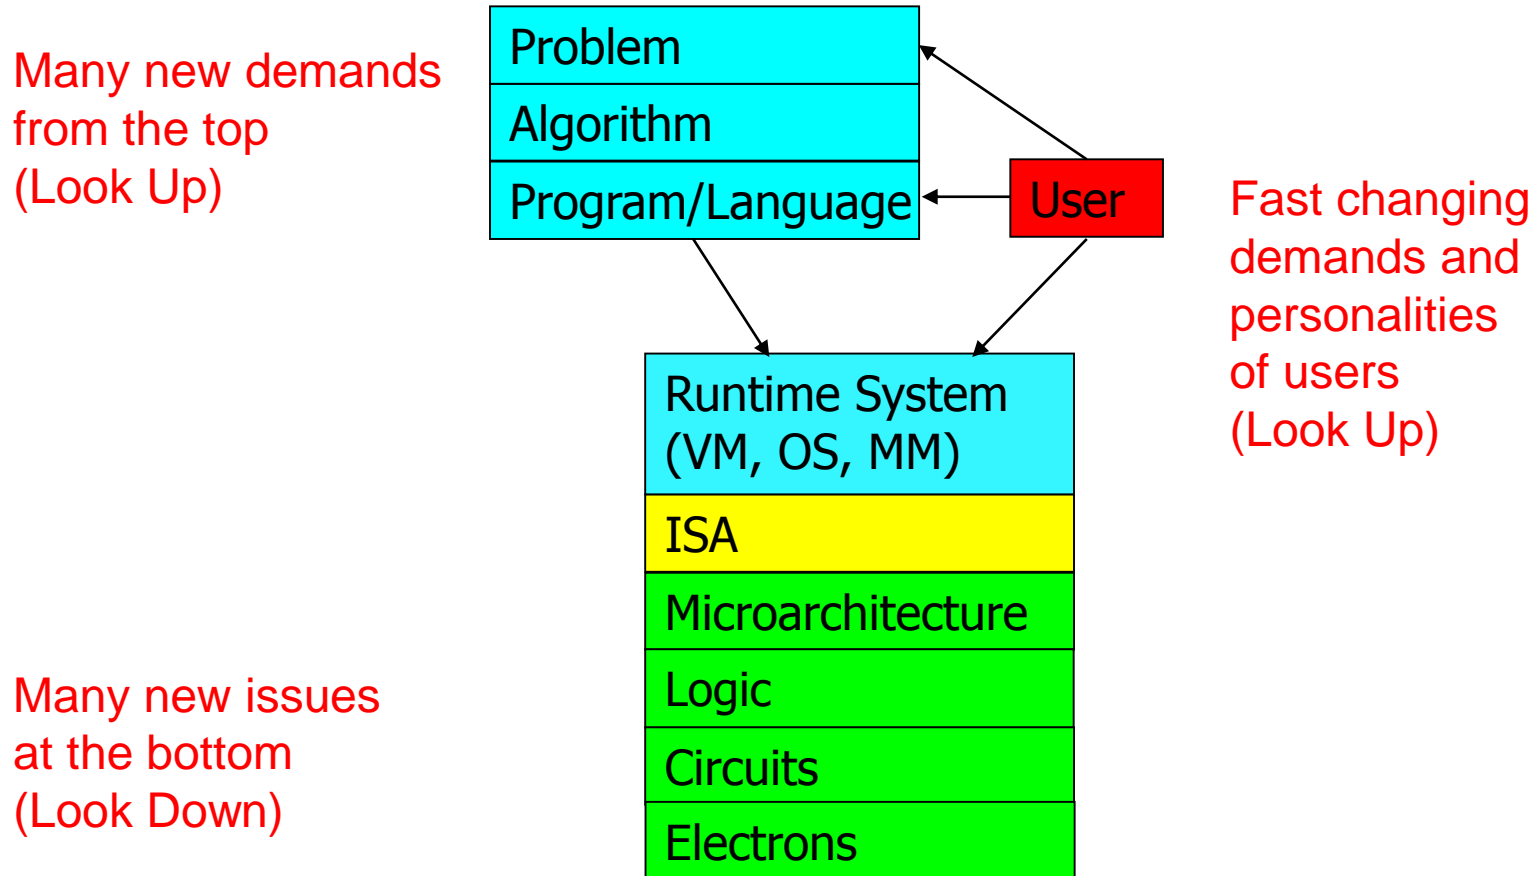 Many new demands
from the top
(Look Up)
Problem
Algorithm
Program/Language
User
Fast changing
demands and
personalities
of users
(Look Up)
Runtime System
(VM, OS, MM)
ISA
Microarchitecture
Logic
Circuits
Electrons
Many new issues
at the bottom
(Look Down)